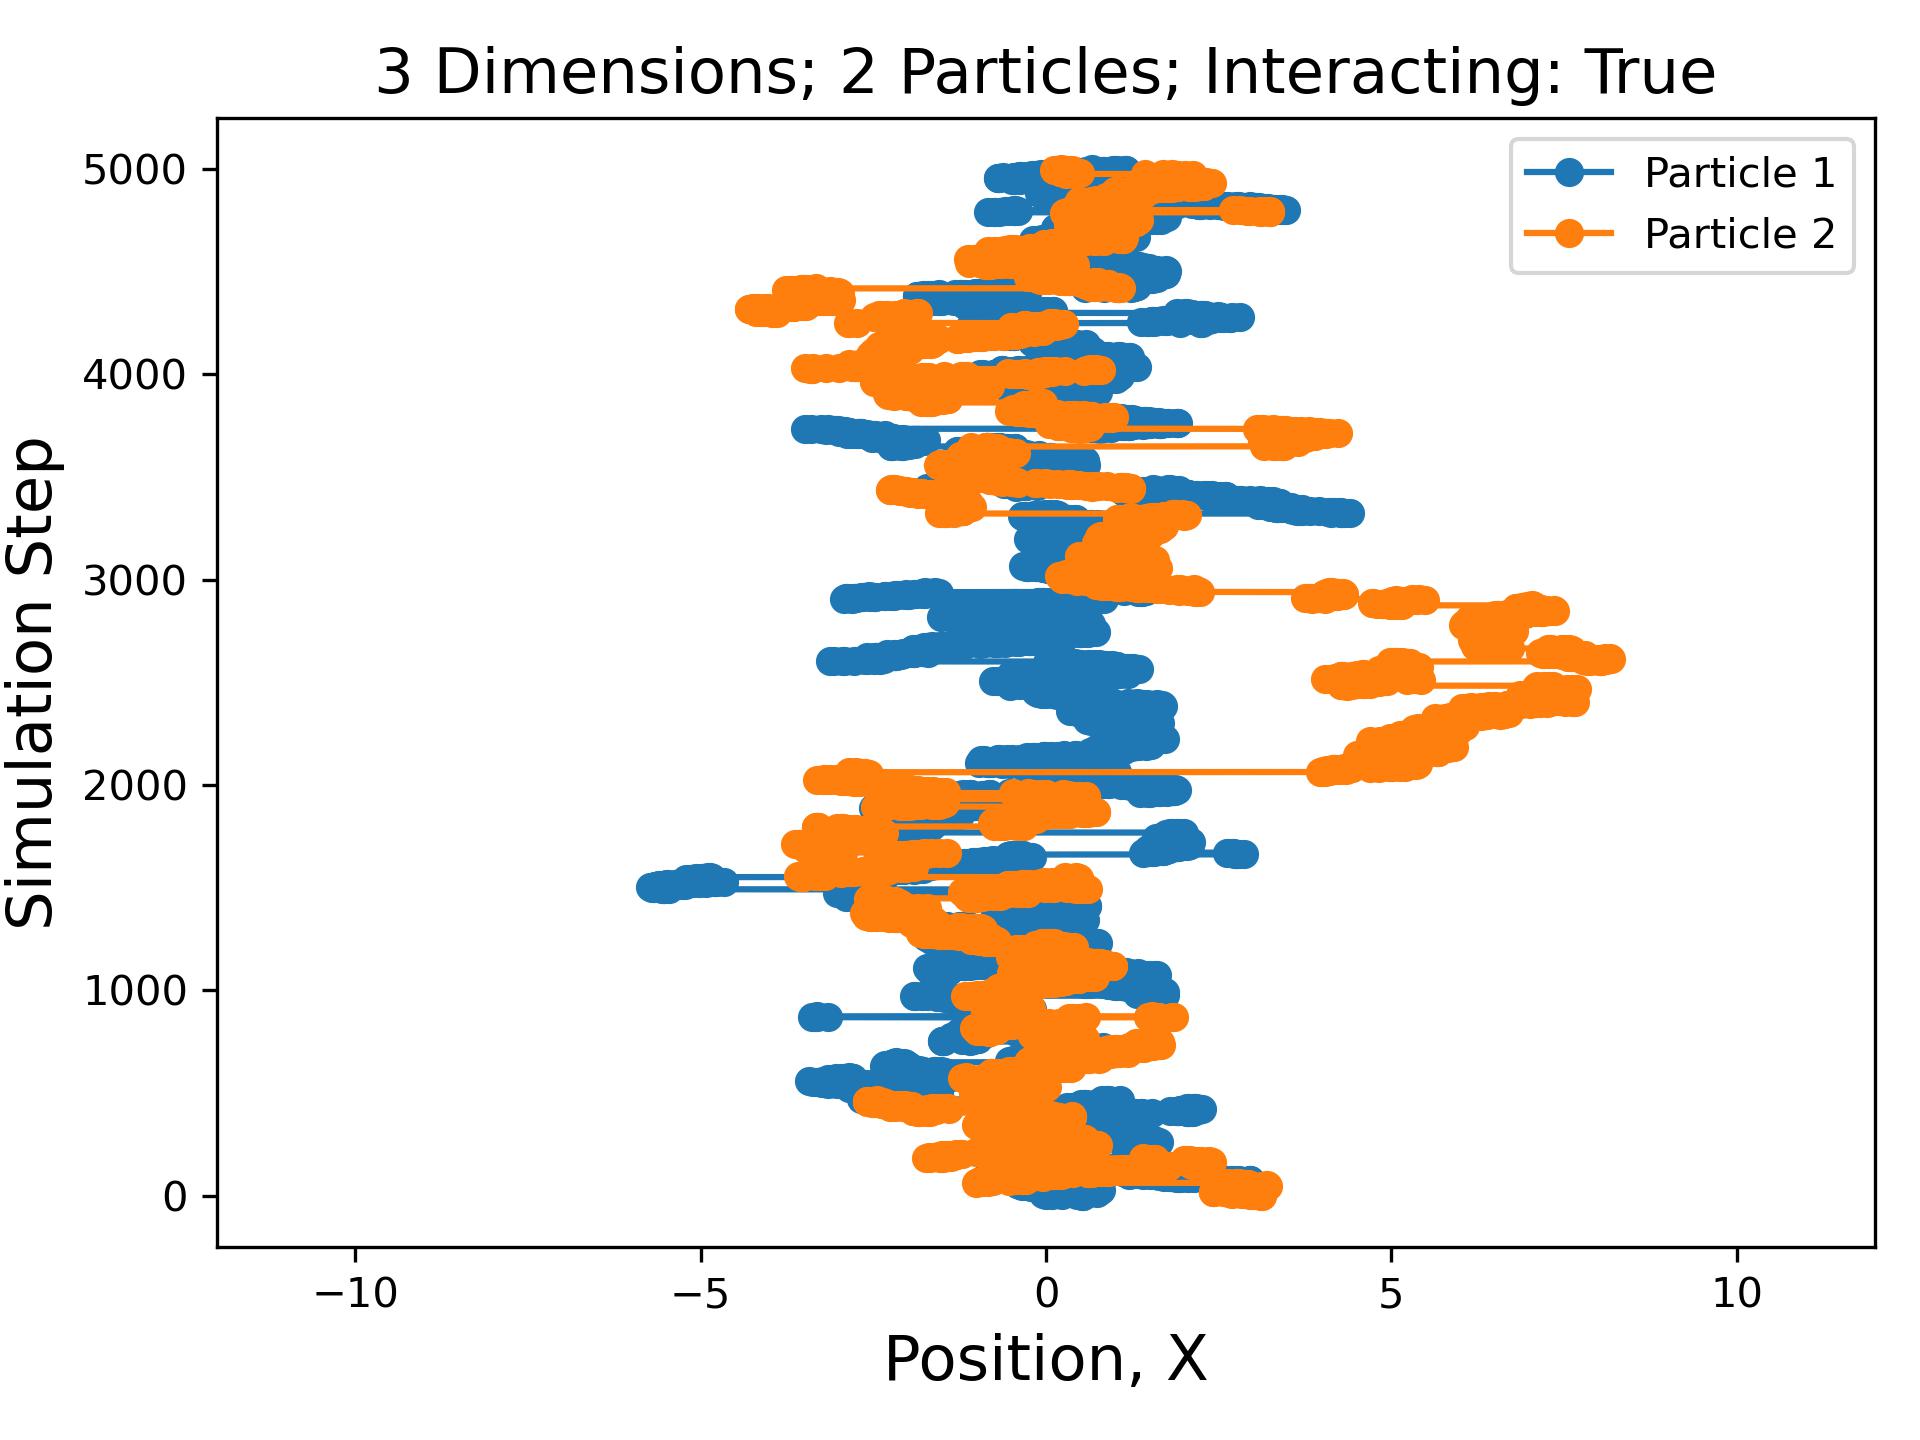 3 Dimensions; 2 Particles; Interacting: True
Particle 1
Particle 2
Simulation Step
5000
4000
3000
2000
1000
0
−10
−5
0
5
10
Position, X